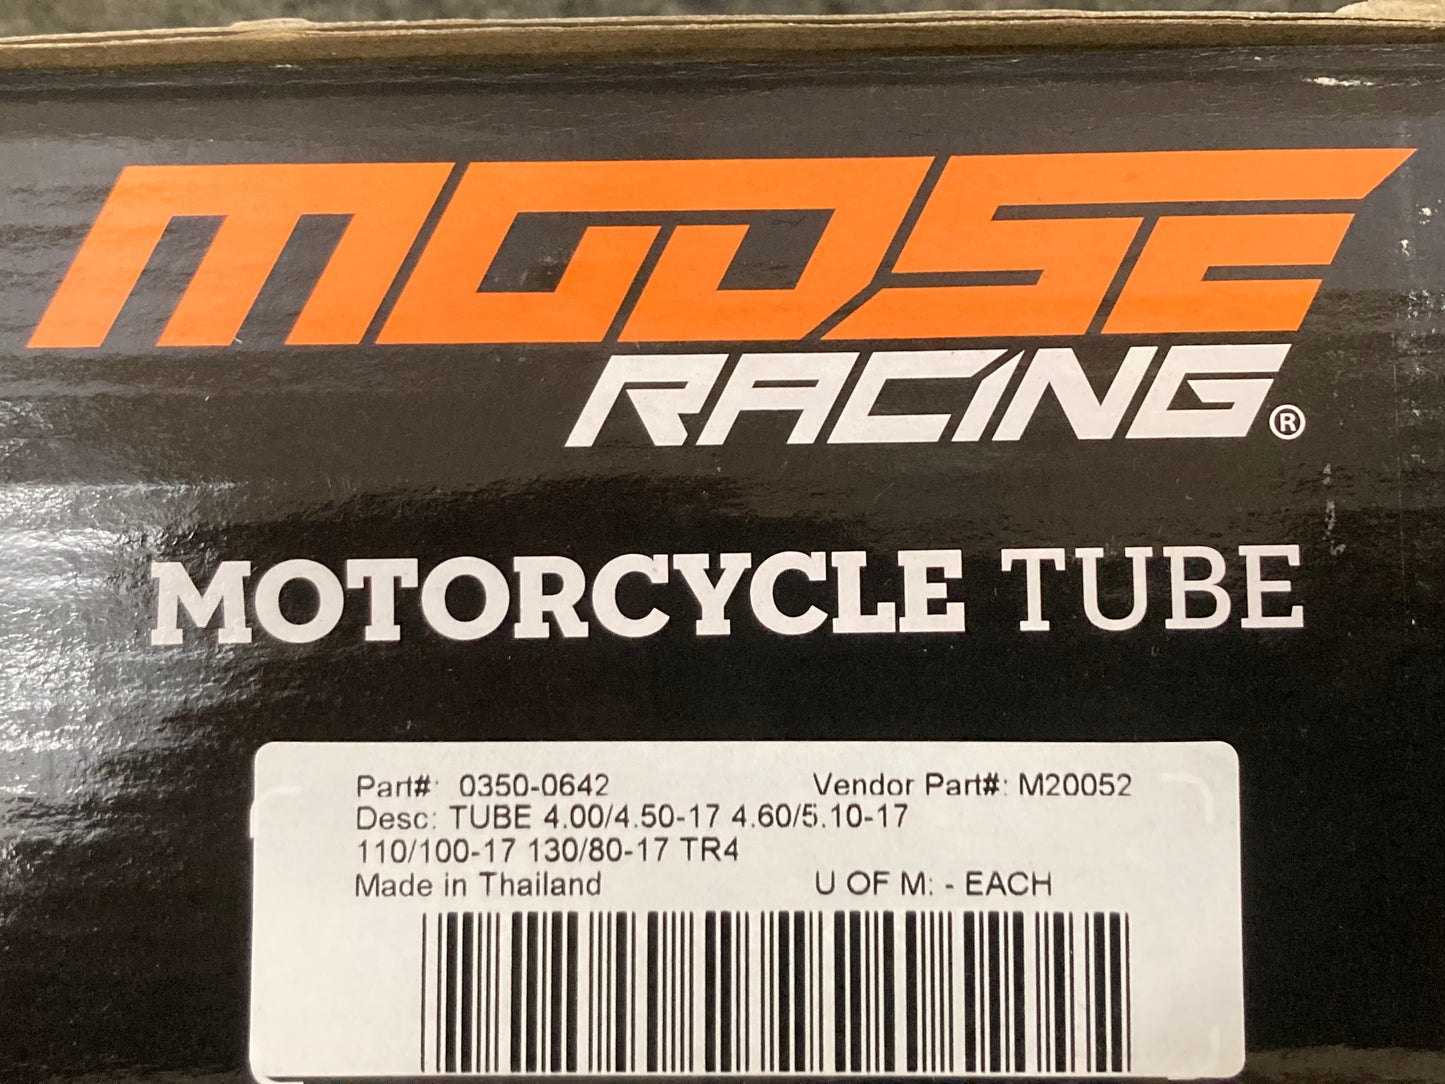 MOOSE
RACING®
MOTORCYCLE TUBE
Part#: 0350-0642 Vendor Part#: M20052
Desc: TUBE 4.00/4.50-17 4.60/5.10-17
110/100-17 130/80-17 TR4
Made in Thailand U OF M: - EACH